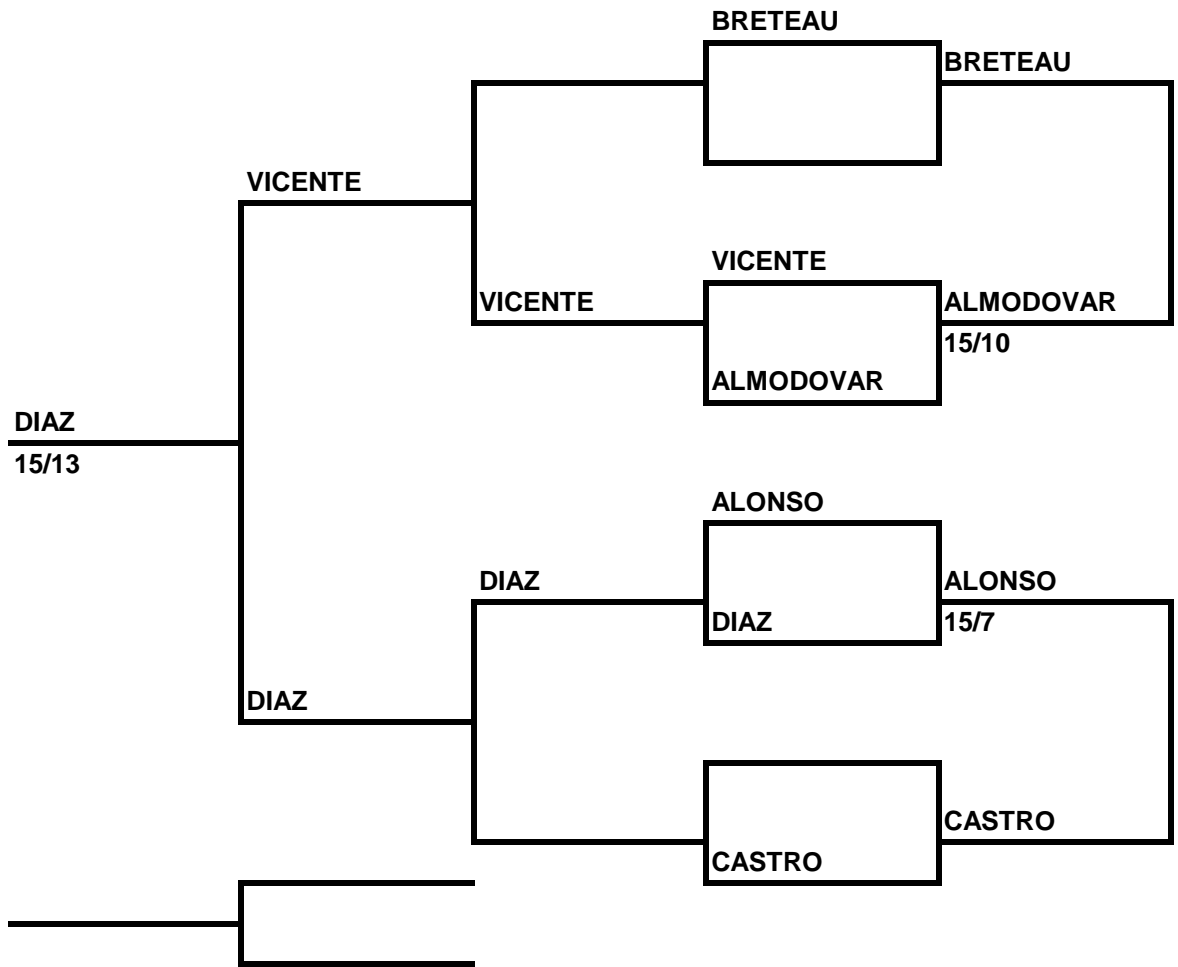 BRETEAU
BRETEAU
VICENTE
VICENTE
VICENTE
ALMODOVAR
15/10
ALMODOVAR
DIAZ
15/13
ALONSO
DIAZ
ALONSO
DIAZ
15/7
DIAZ
CASTRO
CASTRO